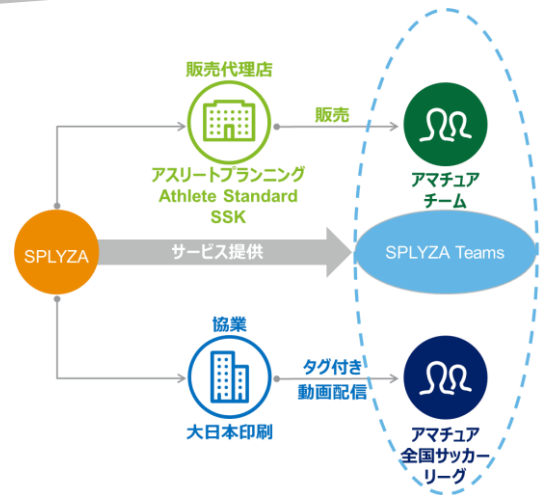 販売代理店
販売
アスリートプランニング
Athlete Standard
SSK
アマチュア
チーム
SPLYZA
サービス提供
SPLYZA Teams
協業
タグ付き
動画配信
大日本印刷
アマチュア
全国サッカー
リーグ